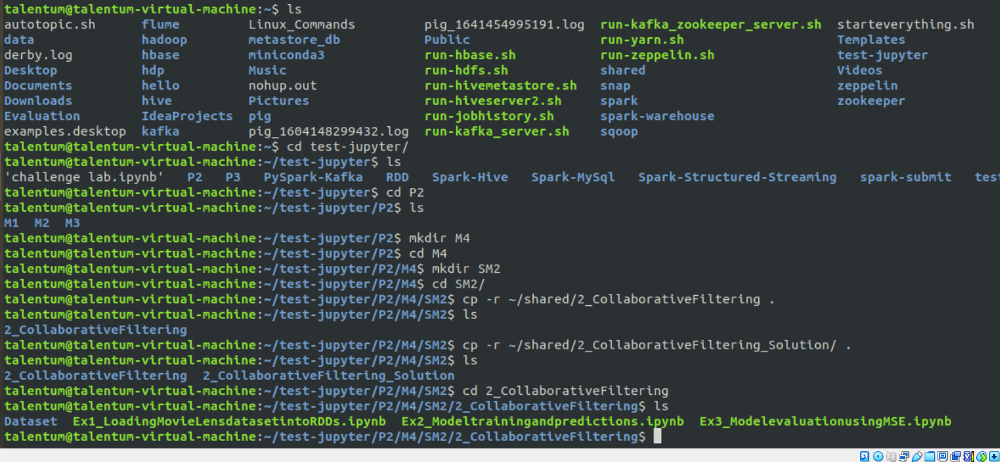 talentum@talentum-virtual-machine:~$ ls
autotopic.sh flume Linux_Commands pig_1641454995191.log run-kafka_zookeeper_server.sh starteverything.sh
data hadoop metastore_db Public run-yarn.sh Templates
derby.log hbase miniconda3 run-hbase.sh run-zeppelin.sh test-jupyter
Desktop hdp Music run-hdfs.sh shared Videos
Documents hello nohup.out run-hivemetastore.sh snap zeppelin
Downloads hive Pictures run-hiveserver2.sh spark zookeeper
Evaluation IdeaProjects pig run-jobhistory.sh spark-warehouse
examples.desktop kafka pig_1604148299432.log run-kafka_server.sh sqoop
talentum@talentum-virtual-machine:~$ cd test-jupyter/
talentum@talentum-virtual-machine:~/test-jupyter$ ls
'challenge lab.ipynb' P2 P3 PySpark-Kafka RDD Spark-Hive Spark-MySql Spark-Structured-Streaming spark-submit test
talentum@talentum-virtual-machine:~/test-jupyter$ cd P2
talentum@talentum-virtual-machine:~/test-jupyter/P2$ ls
M1 M2 M3
talentum@talentum-virtual-machine:~/test-jupyter/P2$ mkdir M4
talentum@talentum-virtual-machine:~/test-jupyter/P2$ cd M4
talentum@talentum-virtual-machine:~/test-jupyter/P2/M4$ mkdir SM2
talentum@talentum-virtual-machine:~/test-jupyter/P2/M4$ cd SM2/
talentum@talentum-virtual-machine:~/test-jupyter/P2/M4/SM2$ cp -r ~/shared/2_CollaborativeFiltering .
talentum@talentum-virtual-machine:~/test-jupyter/P2/M4/SM2$ ls
2_CollaborativeFiltering
talentum@talentum-virtual-machine:~/test-jupyter/P2/M4/SM2$ cp -r ~/shared/2_CollaborativeFiltering_Solution/ .
talentum@talentum-virtual-machine:~/test-jupyter/P2/M4/SM2$ ls
2_CollaborativeFiltering 2_CollaborativeFiltering_Solution
talentum@talentum-virtual-machine:~/test-jupyter/P2/M4/SM2$ cd 2_CollaborativeFiltering
talentum@talentum-virtual-machine:~/test-jupyter/P2/M4/SM2/2_CollaborativeFiltering$ ls
Dataset Ex1_LoadingMovieLensdatasetintoRDDs.ipynb Ex2_Modeltrainingandpredictions.ipynb Ex3_ModelevaluationusingMSE.ipynb
talentum@talentum-virtual-machine:~/test-jupyter/P2/M4/SM2/2_CollaborativeFiltering$